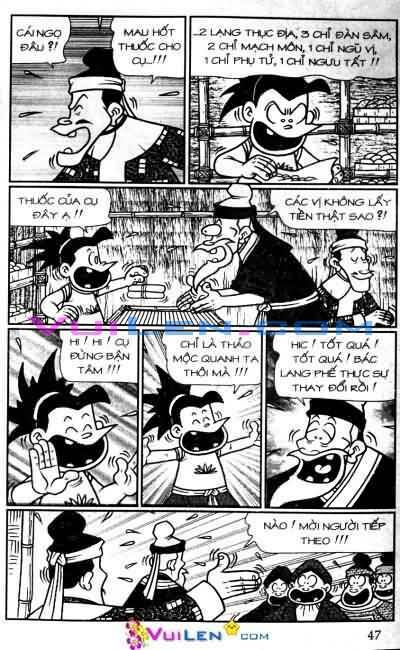 CÁI NGỌ
ĐÂU ?!
MAU HỐT
THUỐC CHO
CỤ...!!!
...2 LẠNG THỤC ĐỊA, 3 CHỈ ĐẢN SÂM,
2 CHỈ MẠCH MÔN, 1 CHỈ NGŨ VỊ,
1 CHỈ PHỤ TỬ, 1 CHỈ NGƯU TẤT !!
THUỐC CỦA CỤ
ĐÂY Ạ !!
CÁC VỊ KHÔNG LẤY
TIỀN THẬT SAO ?!
VuiLen.com
HI ! HI ! CỤ
ĐỪNG BẬN
TÂM !!!
CHỈ LÀ THẢO
MỘC QUANH TA
THÔI MÀ !!!
HIC ! TỐT QUÁ !
TỐT QUÁ ! BÁC
LANG PHẾ THỰC SỰ
THAY ĐỔI RỒI !
NÀO ! MỜI NGƯỜI TIẾP
THEO !!!
47
VuiLen.com